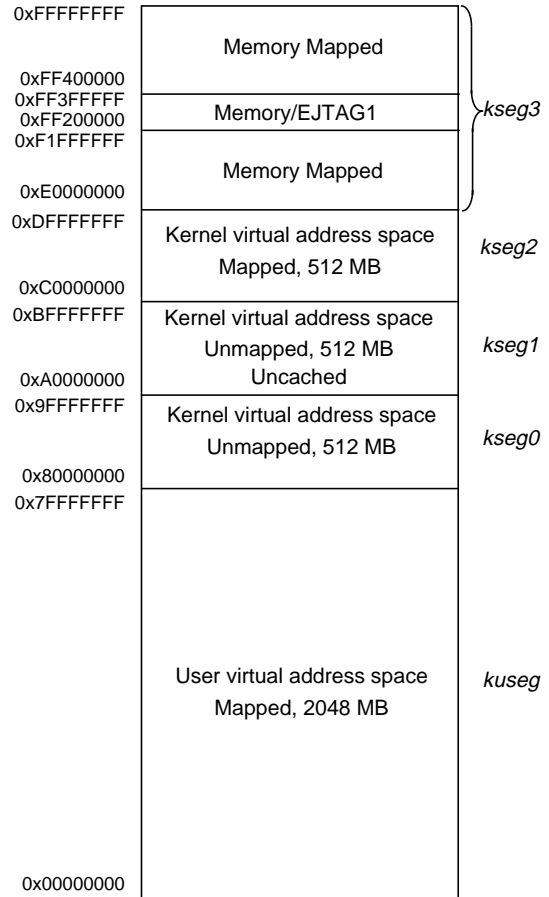 0xFFFFFFFF
Memory Mapped
0xFF400000
0xFF3FFFFF
Memory/EJTAG1
kseg3
0xFF200000
0xF1FFFFFF
Memory Mapped
0xE0000000
0xDFFFFFFF
Kernel virtual address space
Mapped, 512 MB
kseg2
0xC0000000
0xBFFFFFFF
Kernel virtual address space
Unmapped, 512 MB
Uncached
kseg1
0xA0000000
0x9FFFFFFF
Kernel virtual address space
Unmapped, 512 MB
kseg0
0x80000000
0x7FFFFFFF
User virtual address space
Mapped, 2048 MB
kuseg
0x00000000